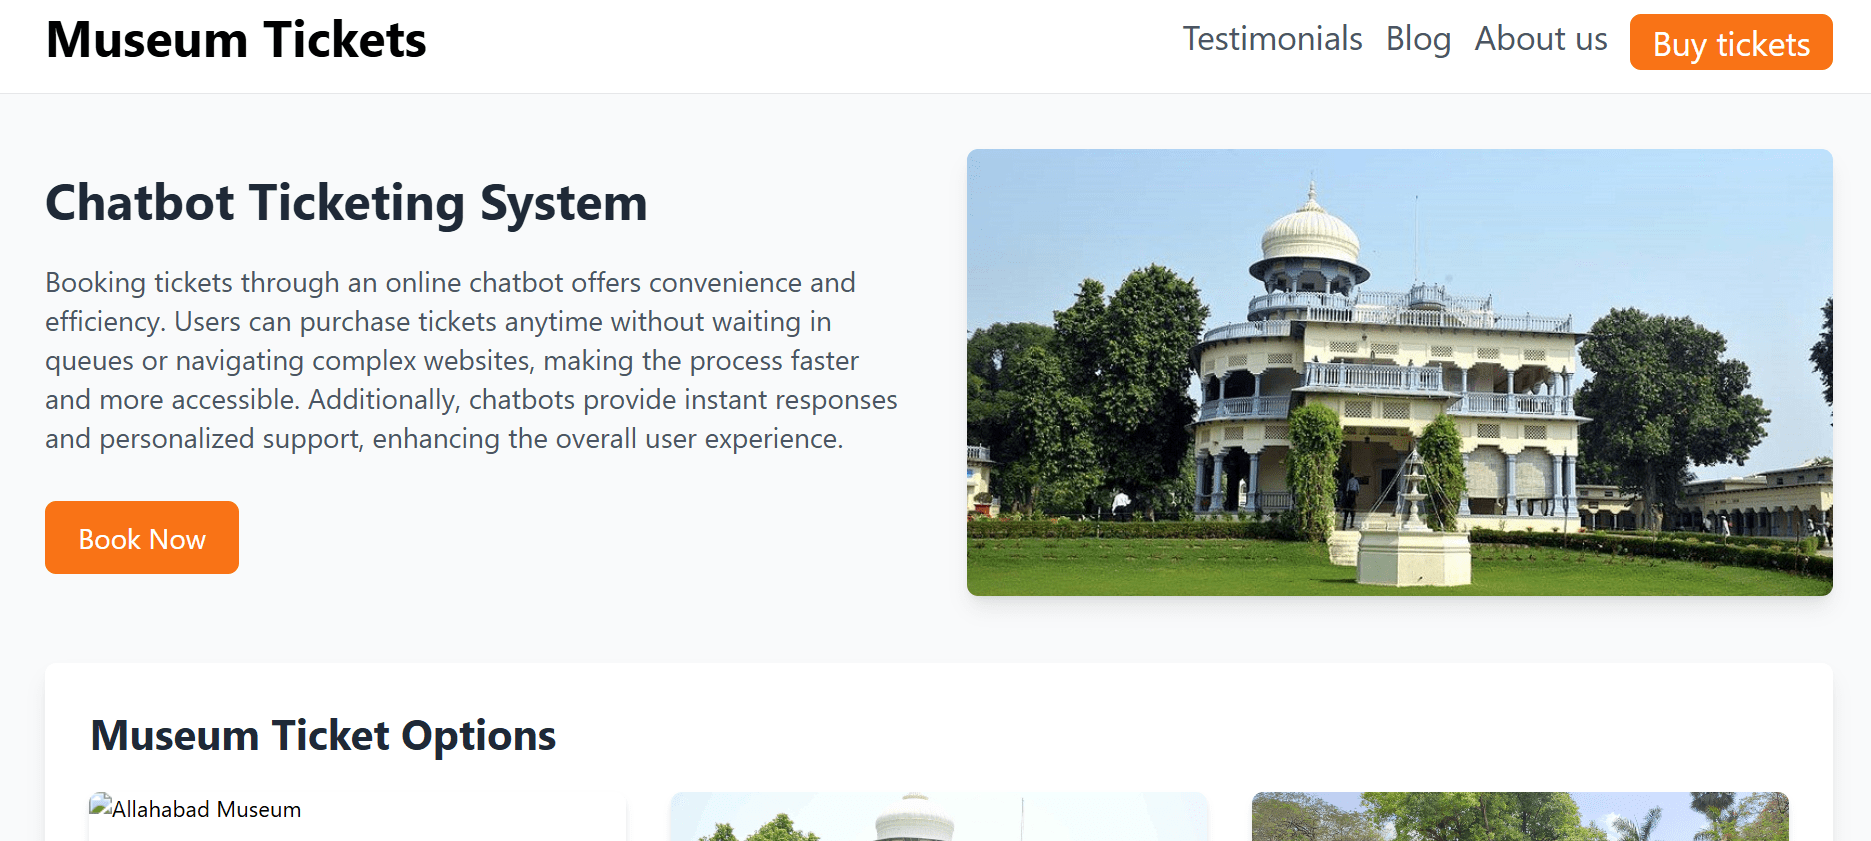 Museum Tickets
Testimonials Blog About us Buy tickets
Chatbot Ticketing System
Booking tickets through an online chatbot offers convenience and
efficiency. Users can purchase tickets anytime without waiting in
queues or navigating complex websites, making the process faster
and more accessible. Additionally, chatbots provide instant responses
and personalized support, enhancing the overall user experience.
Book Now
Museum Ticket Options
Allahabad Museum